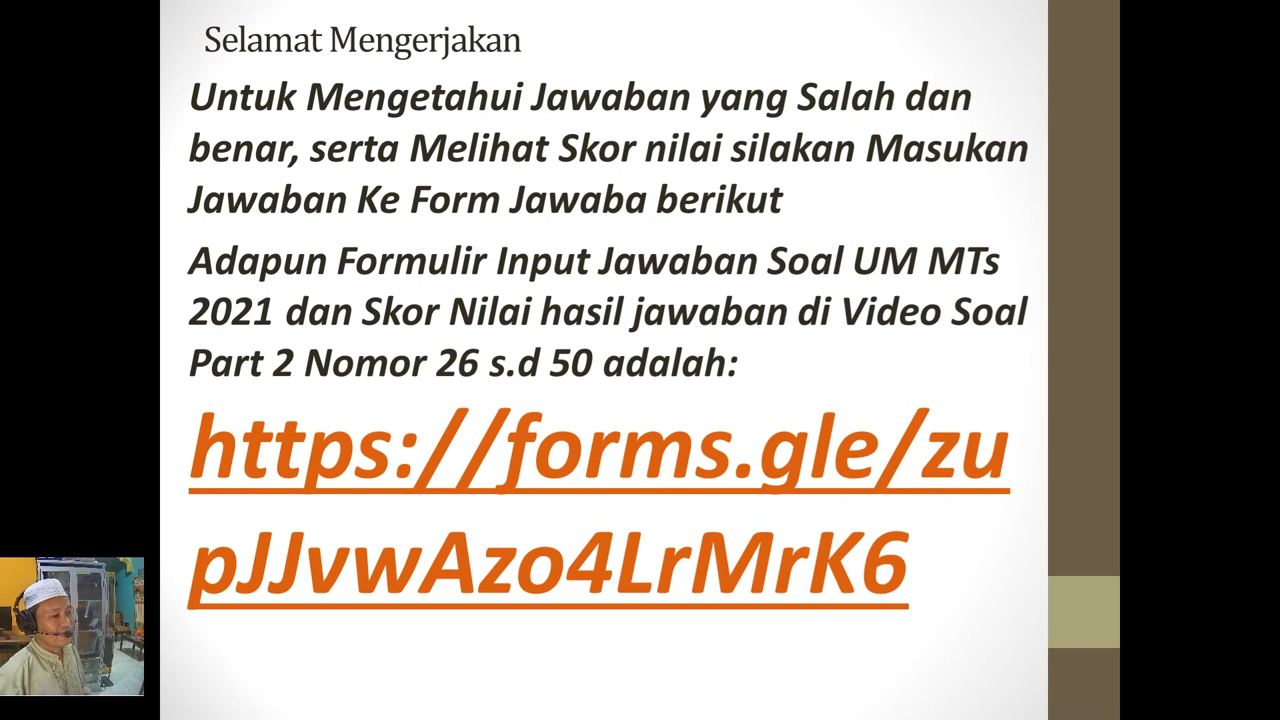 Selamat Mengerjakan
Untuk Mengetahui Jawaban yang Salah dan
benar, serta Melihat Skor nilai silakan Masukan
Jawaban Ke Form Jawaba berikut
Adapun Formulir Input Jawaban Soal UM MTs
2021 dan Skor Nilai hasil jawaban di Video Soal
Part 2 Nomor 26 s.d 50 adalah:
https://forms.gle/zu
pJJvwAzo4LrMrK6